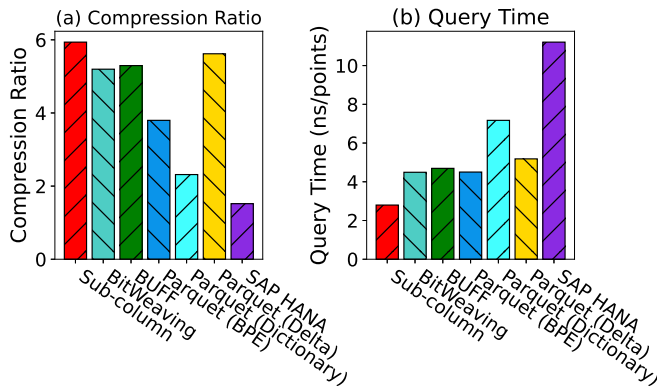 (a) Compression Ratio
Compression Ratio
6
4
2
0
Sub-column
BitWeaving
BUFF
Parquet (BPE)
Parquet (Dictionary)
Parquet (Delta)
SAP HANA
(b) Query Time
Query Time (ns/points)
10
8
6
4
2
0
Sub-column
BitWeaving
BUFF
Parquet (BPE)
Parquet (Dictionary)
Parquet (Delta)
SAP HANA